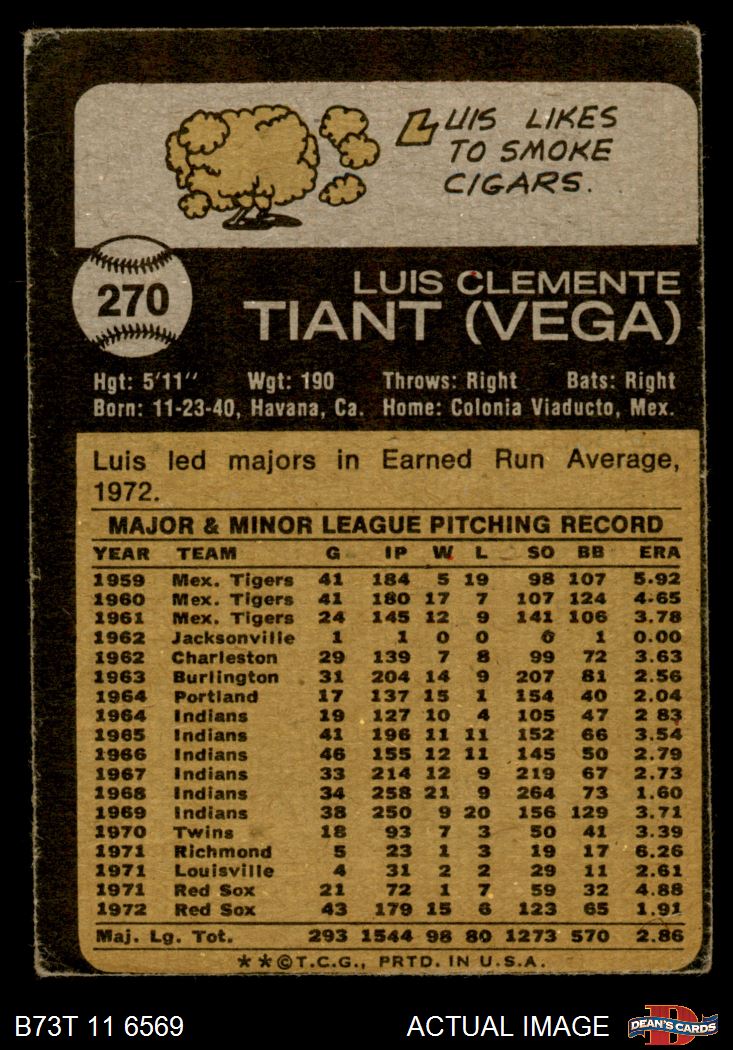 LUIS LIKES
TO SMOKE
CIGARS.
270
LUIS CLEMENTE
TIANT (VEGA)
Hgt: 5'11" Wgt: 190 Throws: Right Bats: Right
Born: 11-23-40, Havana, Ca. Home: Colonia Viaducto, Mex.
Luis led majors in Earned Run Average,
1972.
MAJOR & MINOR LEAGUE PITCHING RECORD
YEAR TEAM G IP W L SO BB ERA
1959 Mex. Tigers 41 184 5 19 98 107 5.92
1960 Mex. Tigers 41 180 17 7 107 124 4.65
1961 Mex. Tigers 24 145 12 9 141 106 3.78
1962 Jacksonville 1 1 0 0 0 1 0.00
1962 Charleston 29 139 7 8 99 72 3.63
1963 Burlington 31 204 14 9 207 81 2.56
1964 Portland 17 137 15 1 154 40 2.04
1964 Indians 19 127 10 4 105 47 2 83
1965 Indians 41 196 11 11 152 66 3.54
1966 Indians 46 155 12 11 145 50 2.79
1967 Indians 33 214 12 9 219 67 2.73
1968 Indians 34 258 21 9 264 73 1.60
1969 Indians 38 250 9 20 156 129 3.71
1970 Twins 18 93 7 3 50 41 3.39
1971 Richmond 5 23 1 3 19 17 6.26
1971 Louisville 4 31 2 2 29 11 2.61
1971 Red Sox 21 72 1 7 59 32 4.88
1972 Red Sox 43 179 15 6 123 65 1.91
Maj. Lg. Tot. 293 1544 98 80 1273 570 2.86
**©T.C.G., PRTD. IN U.S.A.
B73T 11 6569 ACTUAL IMAGE DEAN'S CARDS